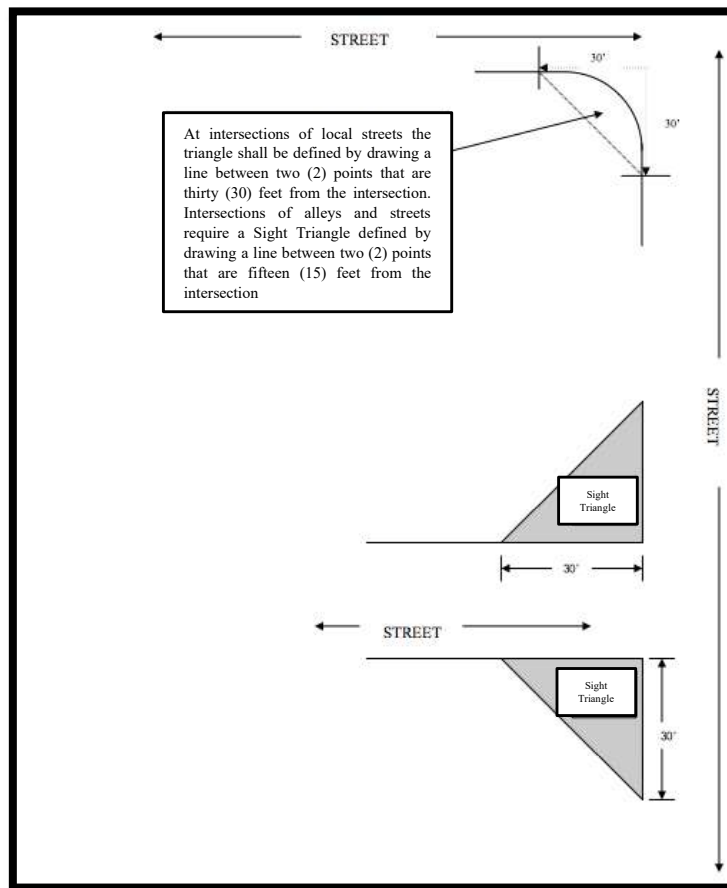 STREET
30'
30'
At intersections of local streets the
triangle shall be defined by drawing a
line between two (2) points that are
thirty (30) feet from the intersection.
Intersections of alleys and streets
require a Sight Triangle defined by
drawing a line between two (2) points
that are fifteen (15) feet from the
intersection
STREET
Sight
Triangle
30'
STREET
Sight
Triangle
30'